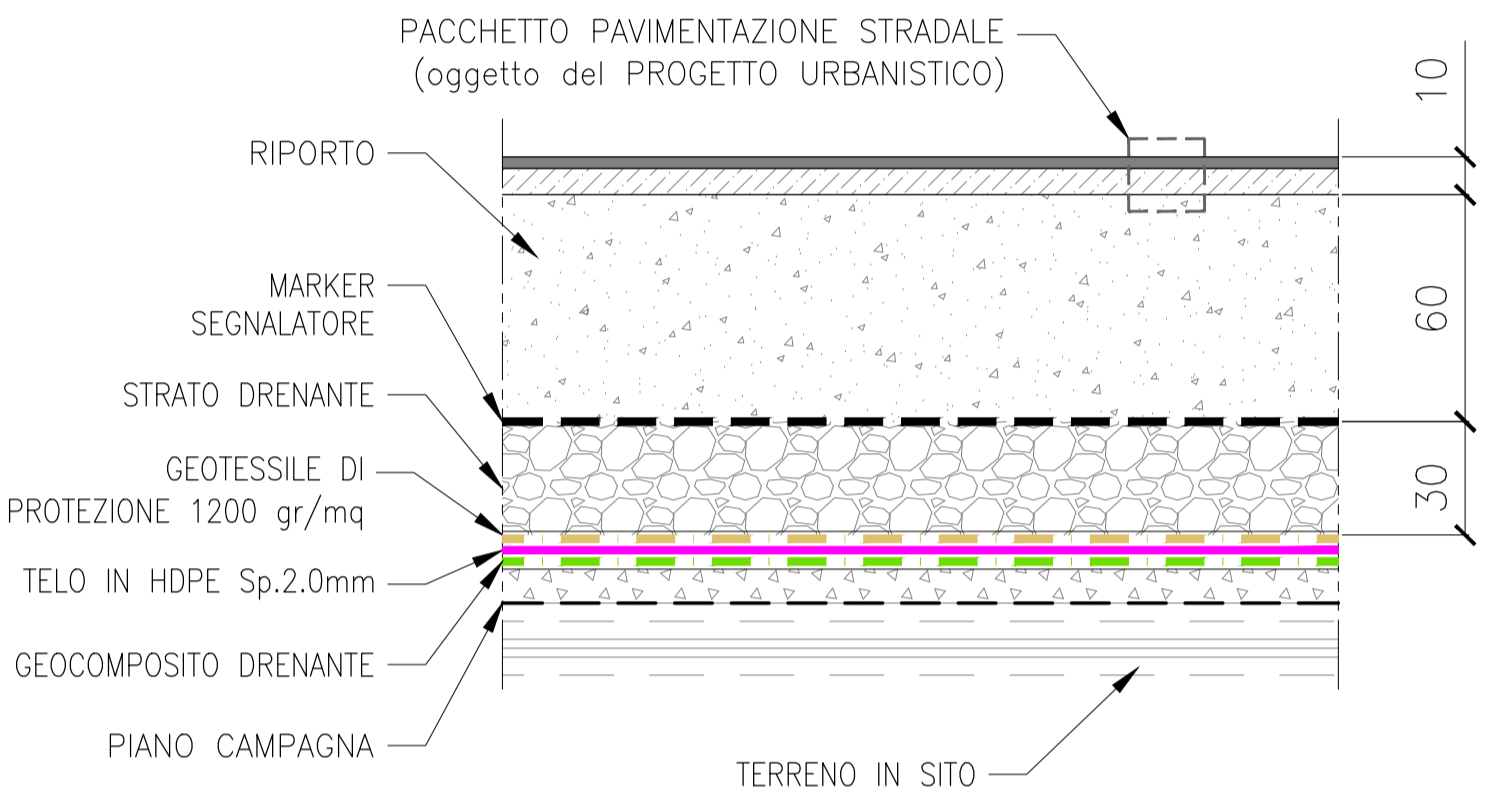 PACCHETTO PAVIMENTAZIONE STRADALE
(oggetto del PROGETTO URBANISTICO)
10
RIPORTO
MARKER
SEGNALATORE
60
STRATO DRENANTE
GEOTESSILE DI
PROTEZIONE 1200 gr/mq
30
TELO IN HDPE Sp.2.0mm
GEOCOMPOSITO DRENANTE
PIANO CAMPAGNA
TERRENO IN SITO